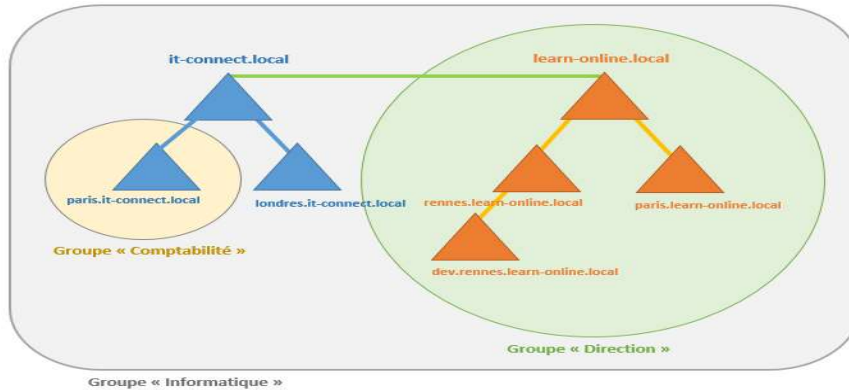 it-connect.local
learn-online.local
paris.it-connect.local
londres.it-connect.local
rennes.learn-online.local
paris.learn-online.local
Groupe « Comptabilité »
dev.rennes.learn-online.local
Groupe « Direction »
Groupe « Informatique »